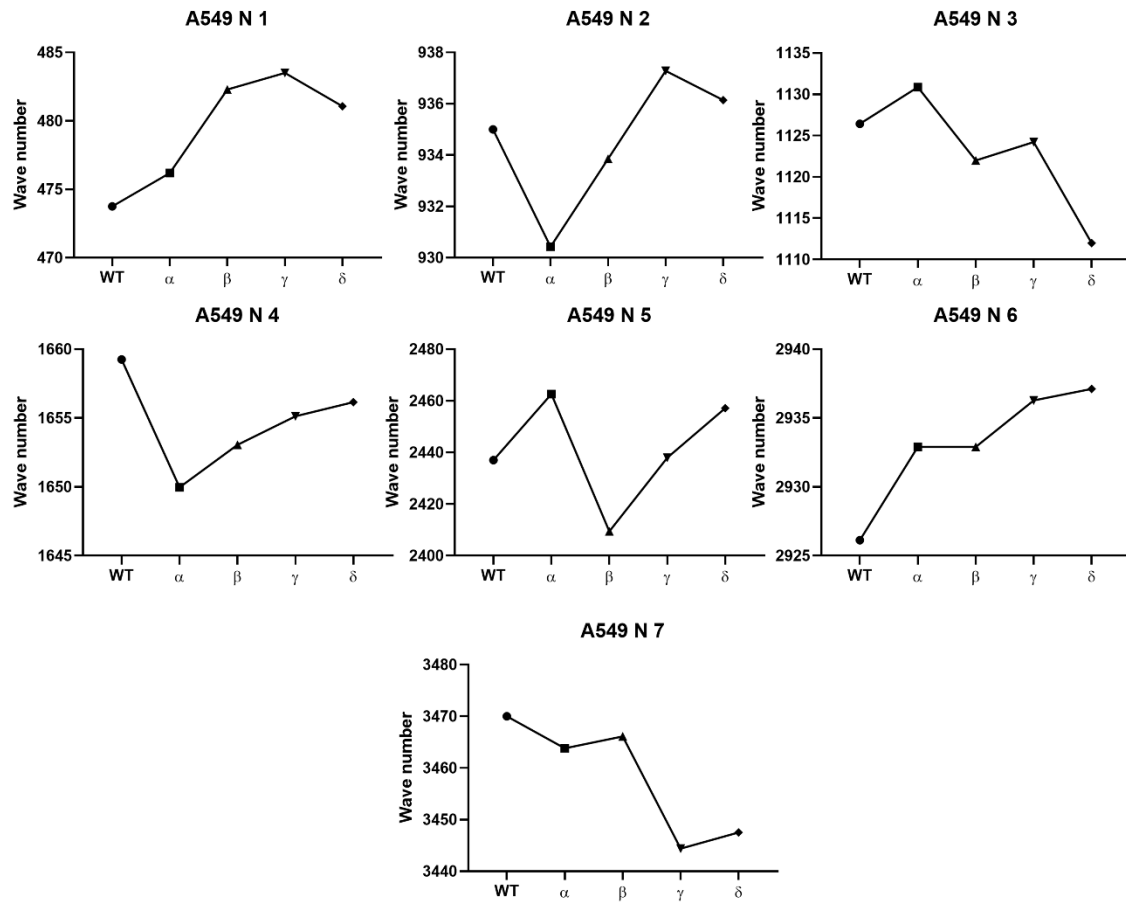 A549 N 1
Wave number
485
480
475
470
WT α β γ δ
A549 N 2
Wave number
938
936
934
932
930
WT α β γ δ
A549 N 3
Wave number
1135
1130
1125
1120
1115
1110
WT α β γ δ
A549 N 4
Wave number
1660
1655
1650
1645
WT α β γ δ
A549 N 5
Wave number
2480
2460
2440
2420
2400
WT α β γ δ
A549 N 6
Wave number
2940
2935
2930
2925
WT α β γ δ
A549 N 7
Wave number
3480
3470
3460
3450
3440
WT α β γ δ